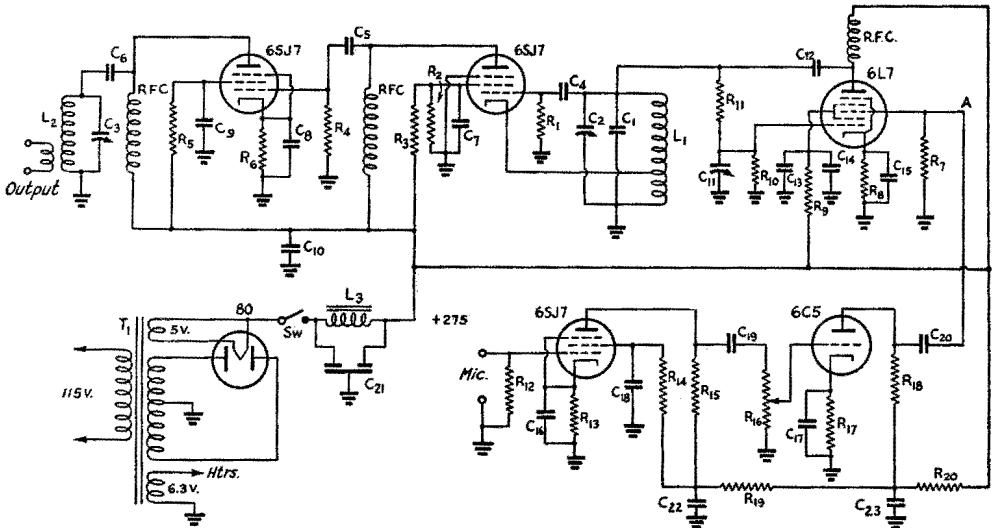 R.F.C.
C5
C6
6SJ7
6SJ7
C12
6L7
R2
C4
RFC
RFC
R11
A
L2
C3
C9
R5
R6
C8
R4
R3
C7
R1
C2
C1
L1
C11
R10
C13
C14
R9
R8
C15
R7
Output
C10
T1
80
L3
5V.
Sw
+275
6SJ7
6C5
C19
C20
Mic.
R12
C21
115V.
C18
R14
R15
R16
R18
C16
R13
C17
R17
Htrs.
6.3V.
C22
R19
C23
R20